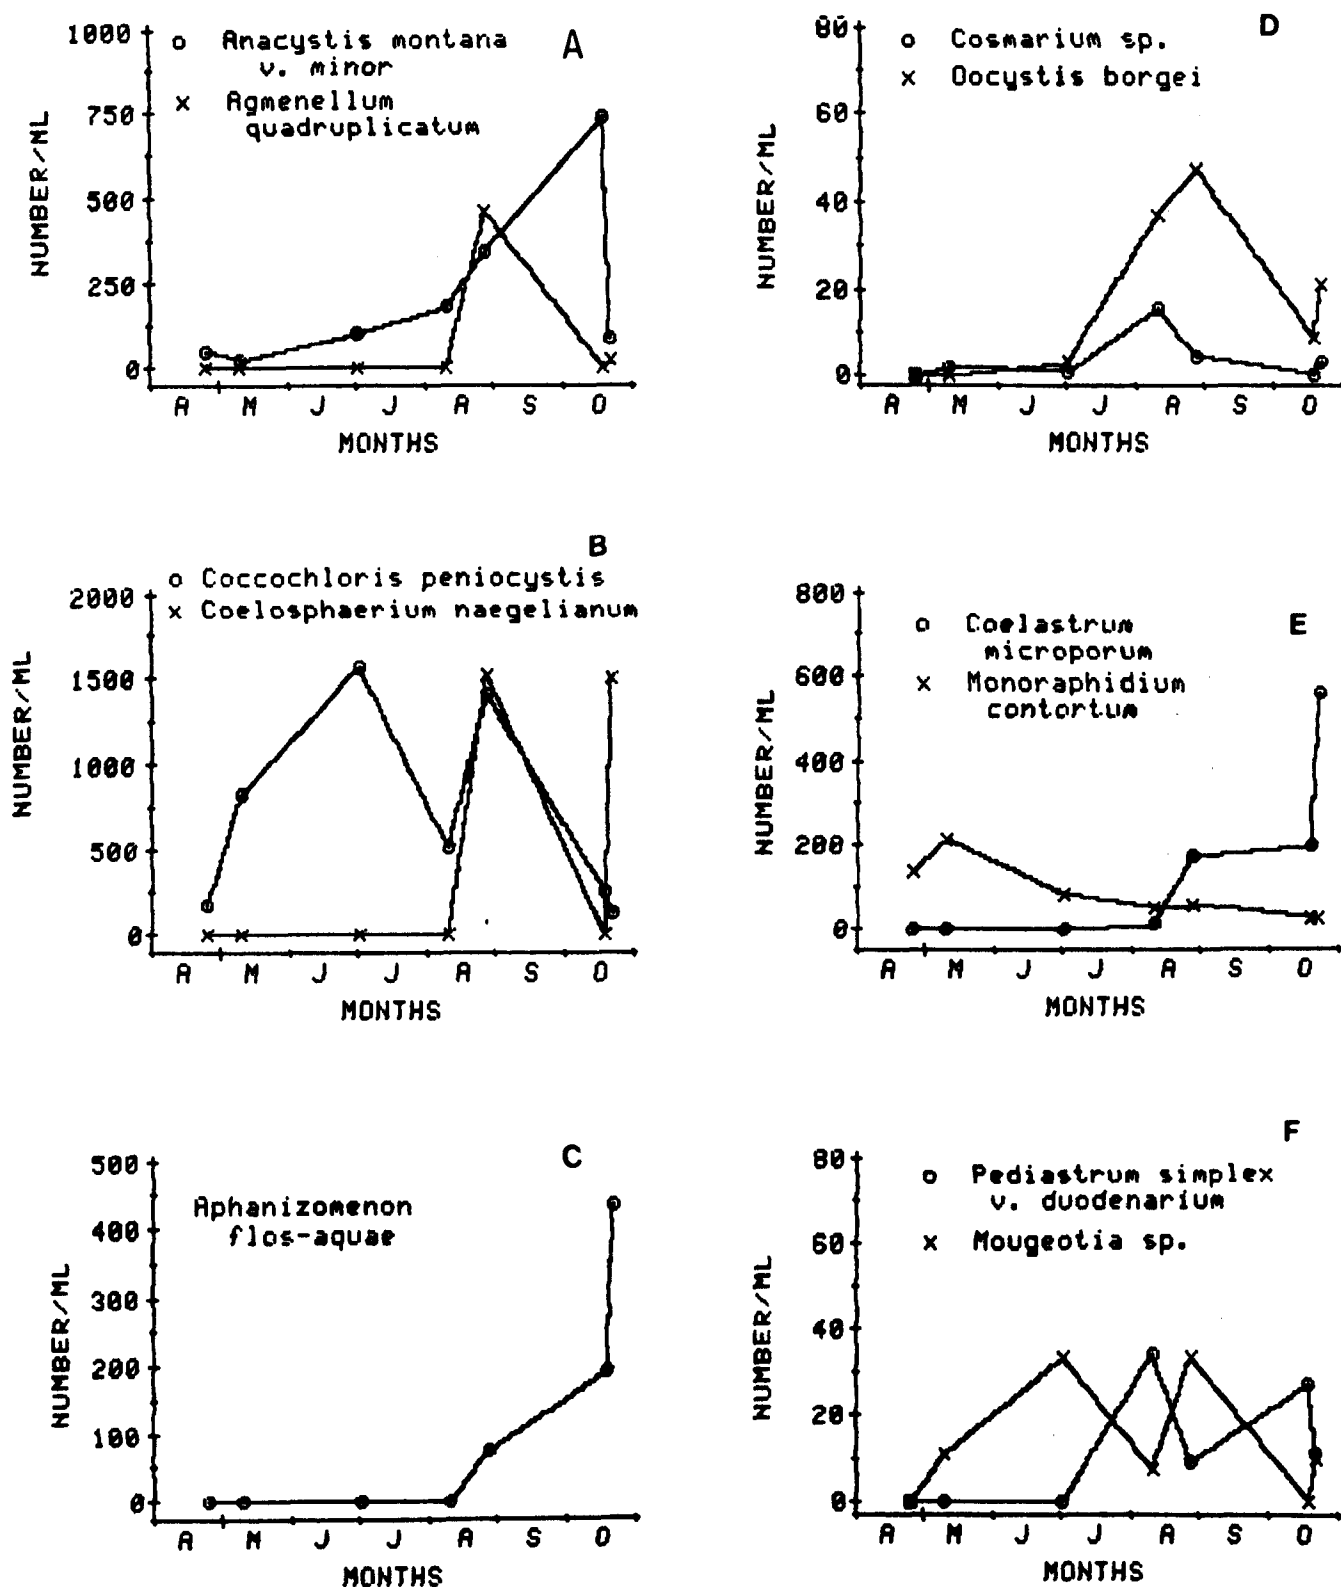 A
1000
o Anacystis montana
v. minor
x Agmenellum
quadruplicatum
750
500
250
0
NUMBER/ML
A M J J A S O
MONTHS
D
80
o Cosmarium sp.
x Oocystis borgei
60
40
20
0
NUMBER/ML
A M J J A S O
MONTHS
B
o Coccochloris peniocystis
x Coelosphaerium naegelianum
2000
1500
1000
500
0
NUMBER/ML
A M J J A S O
MONTHS
E
800
o Coelastrum
microporum
x Monoraphidium
contortum
600
400
200
0
NUMBER/ML
A M J J A S O
MONTHS
C
500
Aphanizomenon
flos-aquae
400
300
200
100
0
NUMBER/ML
A M J J A S O
MONTHS
F
80
o Pediastrum simplex
v. duodenarium
x Mougeotia sp.
60
40
20
0
NUMBER/ML
A M J J A S O
MONTHS